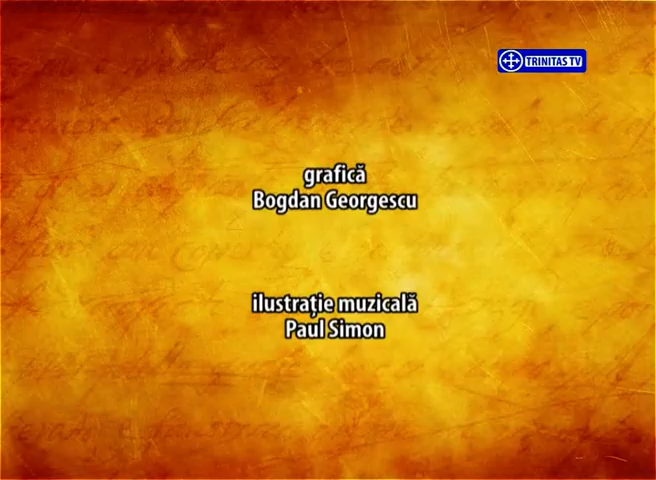 TRINITAS TV
grafică
Bogdan Georgescu
ilustrație muzicală
Paul Simon